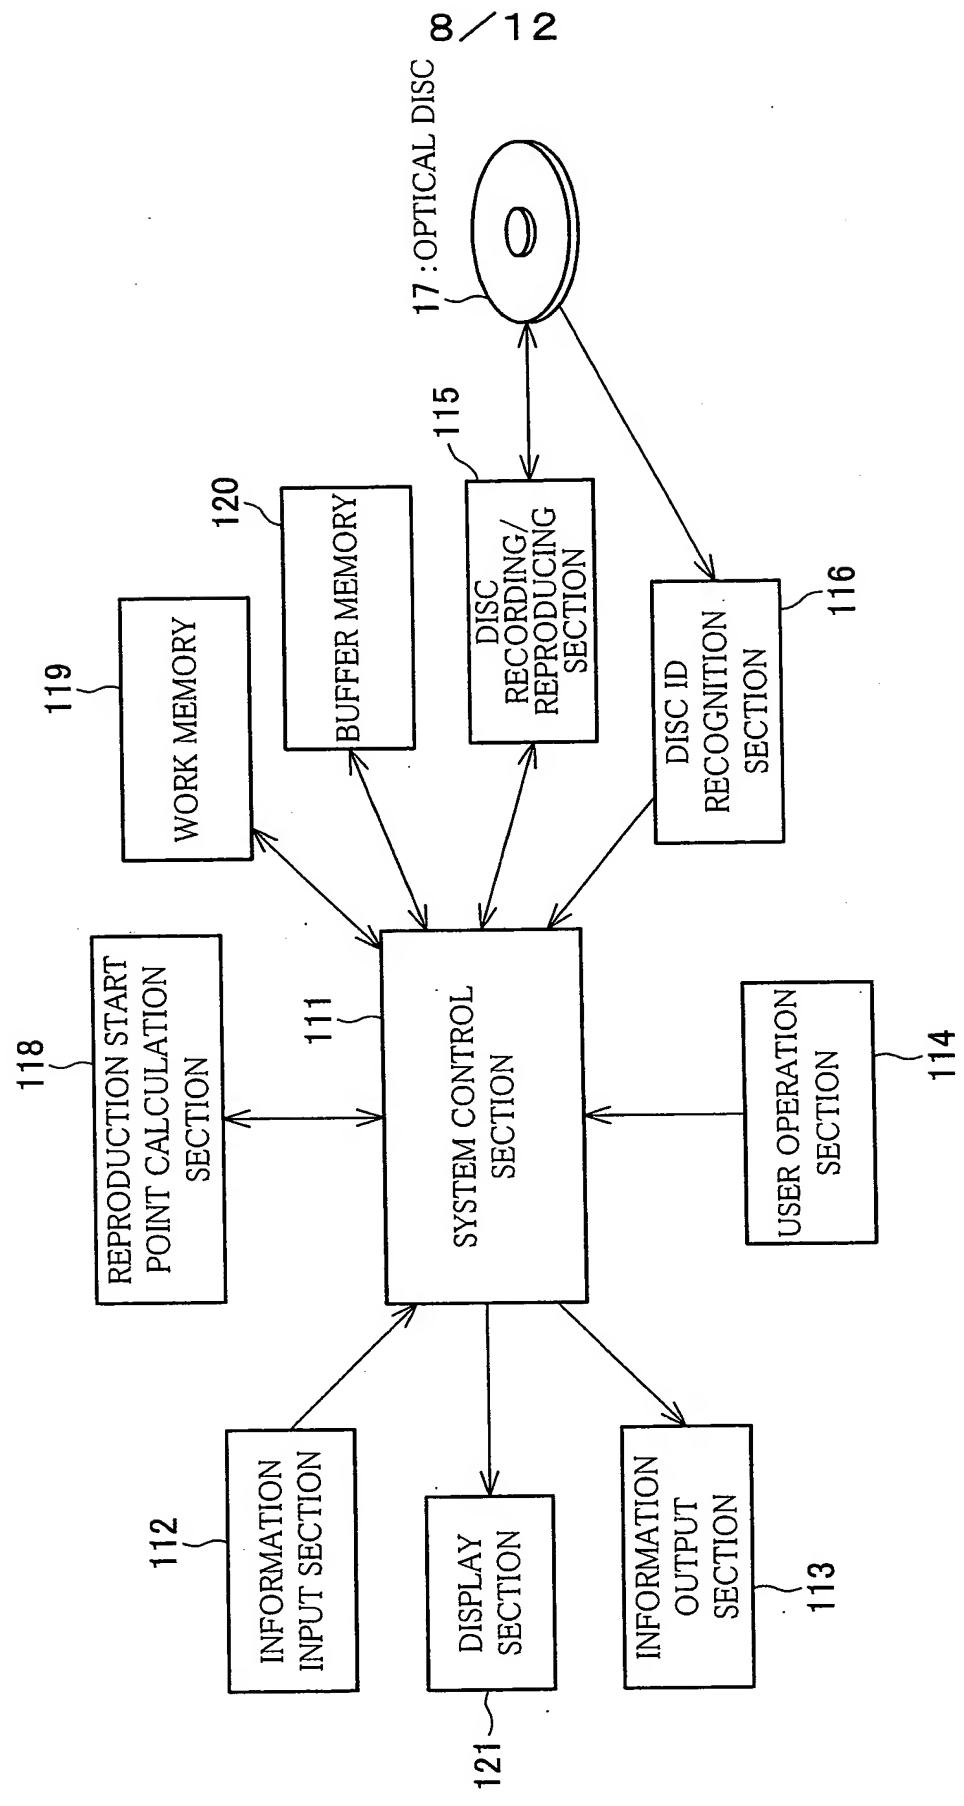 8/12
17:OPTICAL DISC
118
REPRODUCTION START
POINT CALCULATION
SECTION
119
WORK MEMORY
120
BUFFER MEMORY
112
INFORMATION
INPUT SECTION
111
SYSTEM CONTROL
SECTION
115
DISC
RECORDING/
REPRODUCING
SECTION
121
DISPLAY
SECTION
116
DISC ID
RECOGNITION
SECTION
113
INFORMATION
OUTPUT
SECTION
114
USER OPERATION
SECTION